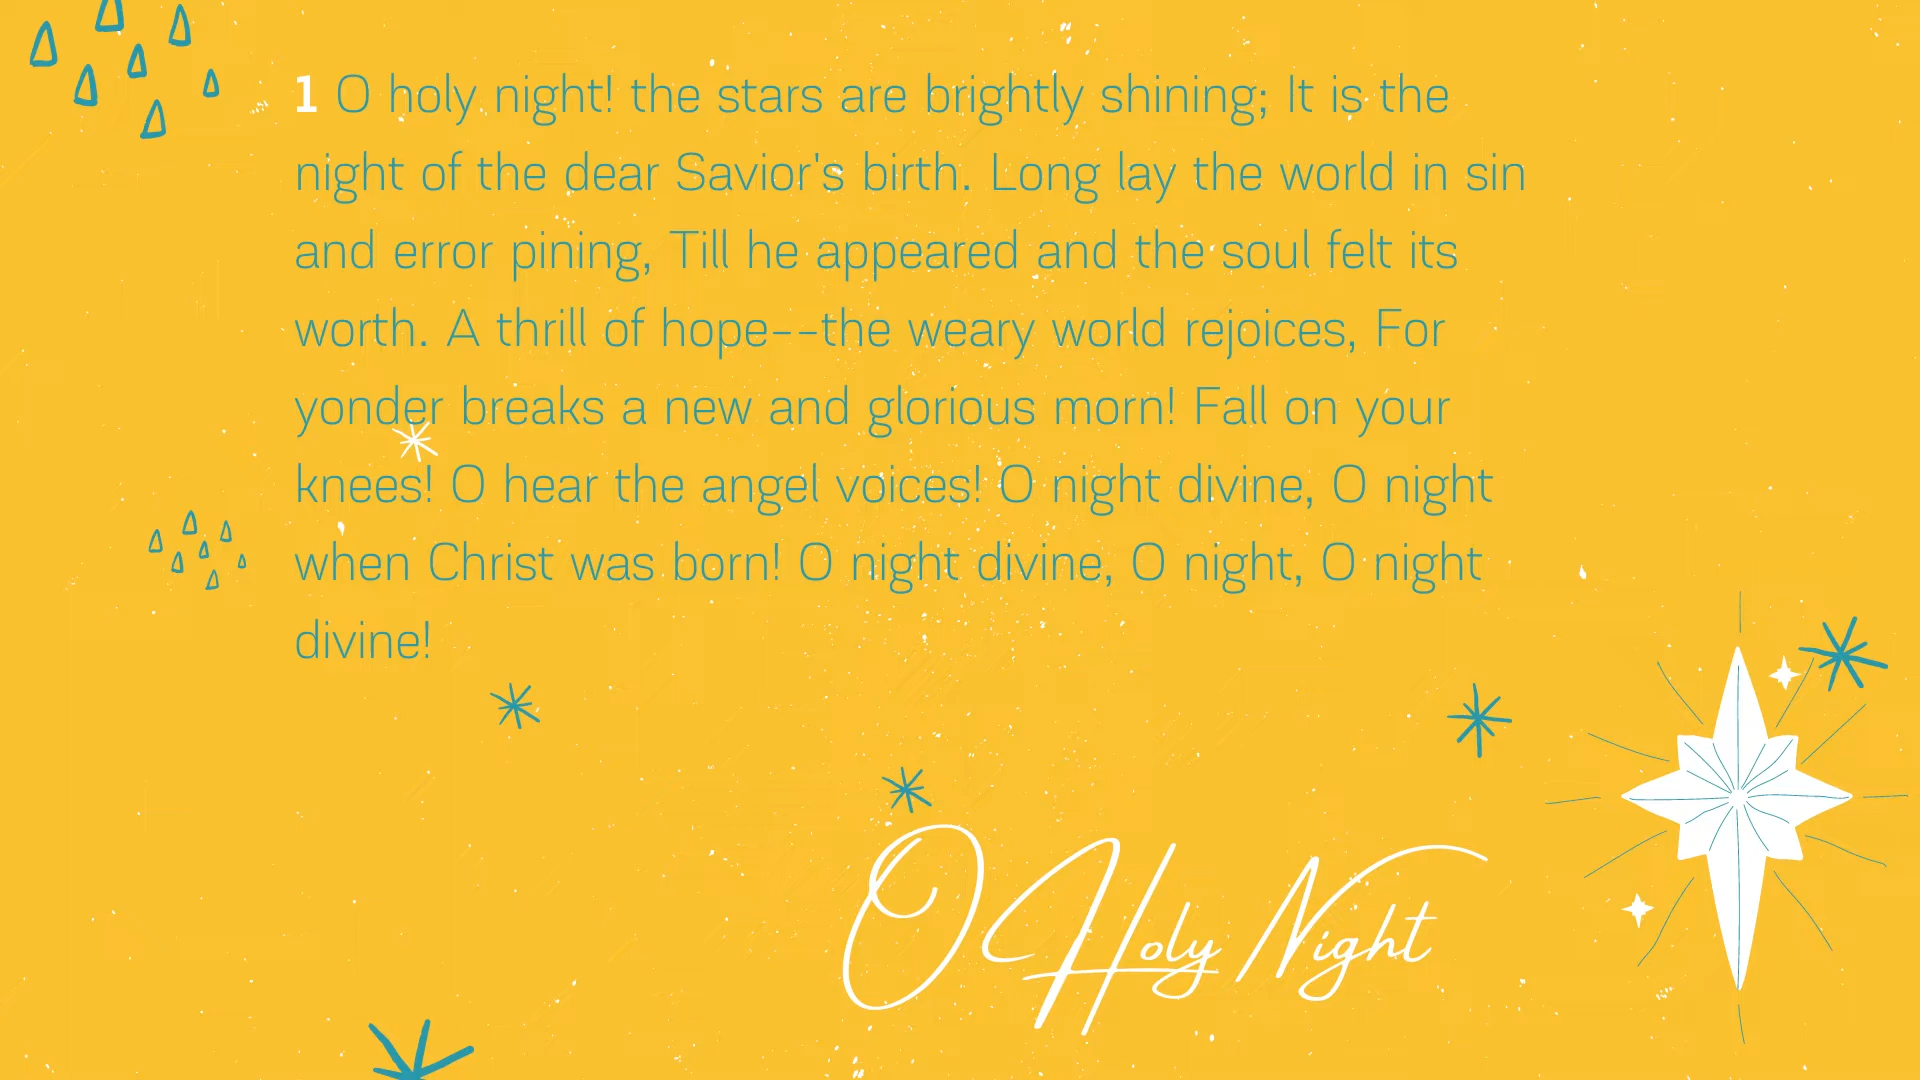 1 O holy night! the stars are brightly shining; It is the
night of the dear Savior's birth. Long lay the world in sin
and error pining, Till he appeared and the soul felt its
worth. A thrill of hope--the weary world rejoices, For
yonder breaks a new and glorious morn! Fall on your
knees! O hear the angel voices! O night divine, O night
when Christ was born! O night divine, O night, O night
divine!
O Holy Night